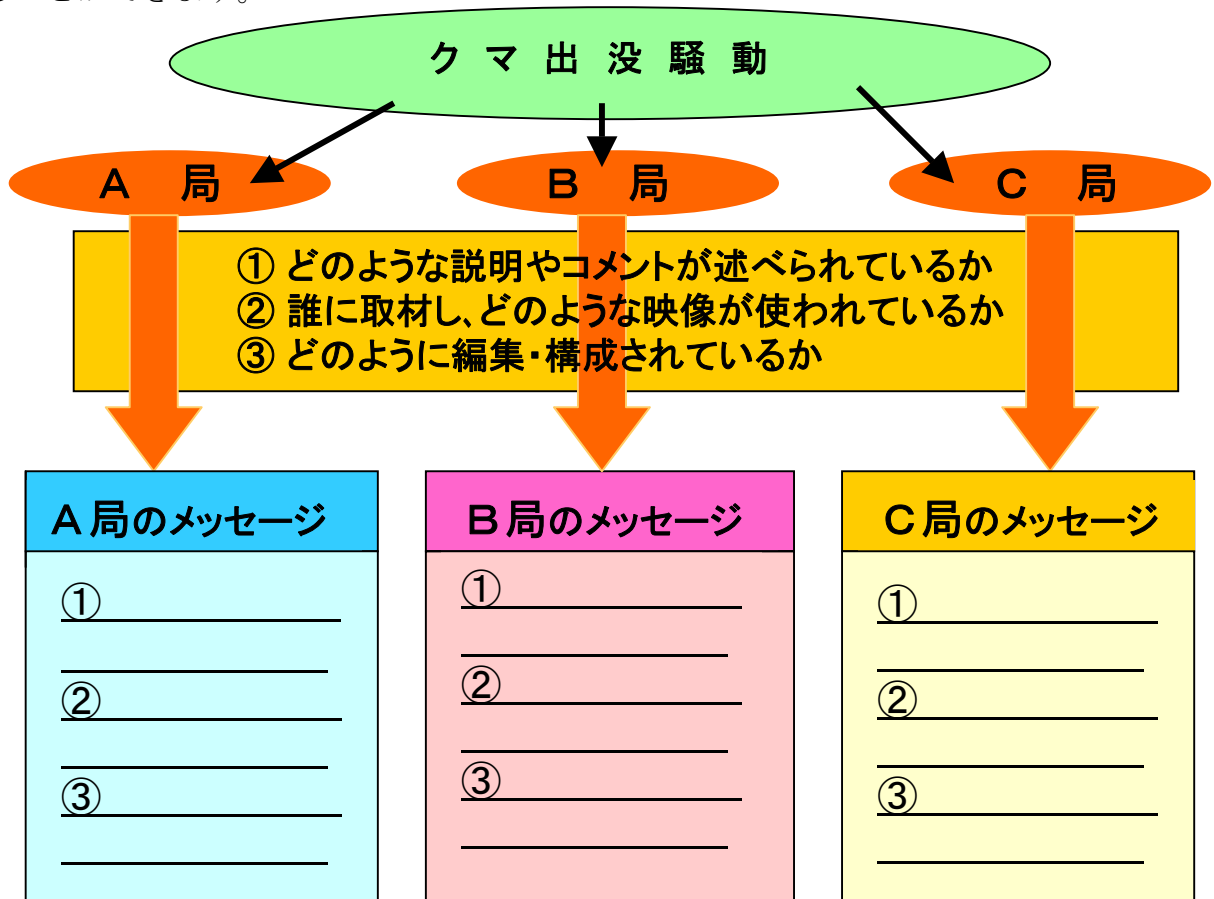 クマ出没騒動
A 局
B 局
C 局
① どのような説明やコメントが述べられているか
② 誰に取材し、どのような映像が使われているか
③ どのように編集・構成されているか
A局のメッセージ
①
②
③
B局のメッセージ
①
②
③
C局のメッセージ
①
②
③